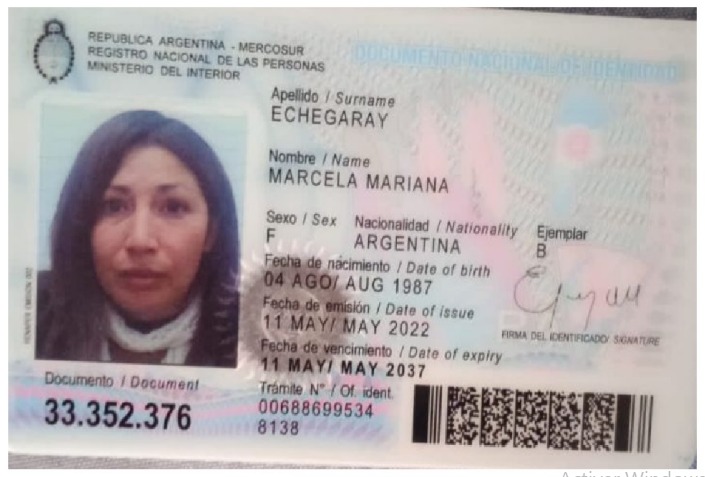 REPUBLICA ARGENTINA - MERCOSUR
REGISTRO NACIONAL DE LAS PERSONAS
MINISTERIO DEL INTERIOR
DOCUMENTO NACIONAL DE IDENTIDAD
Apellido / Surname
ECHEGARAY
Nombre / Name
MARCELA MARIANA
Sexo / Sex Nacionalidad / Nationality Ejemplar
F ARGENTINA B
Fecha de nacimiento / Date of birth
04 AGO/ AUG 1987
Fecha de emisión / Date of issue
11 MAY/ MAY 2022
FIRMA DEL IDENTIFICADO/ SIGNATURE
Fecha de vencimiento / Date of expiry
11 MAY/ MAY 2037
Documento / Document
33.352.376
Trámite N° / Of. ident.
00688699534
8138